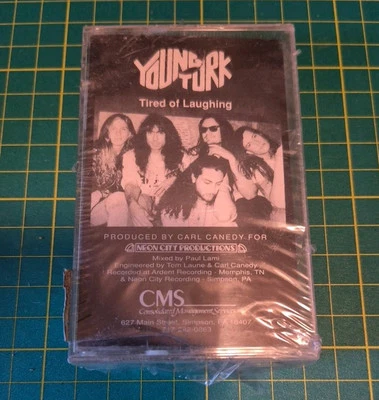 YOUNG TURK
Tired of Laughing
PRODUCED BY CARL CANEDY FOR
NEON CITY PRODUCTIONS
Mixed by Paul Lami
Engineered by Tom Laune & Carl Canedy
Recorded at Ardent Recording - Memphis, TN
& Neon City Recording - Simpson, PA
CMS
Consolidated Management Services
627 Main Street, Simpson, PA 18407